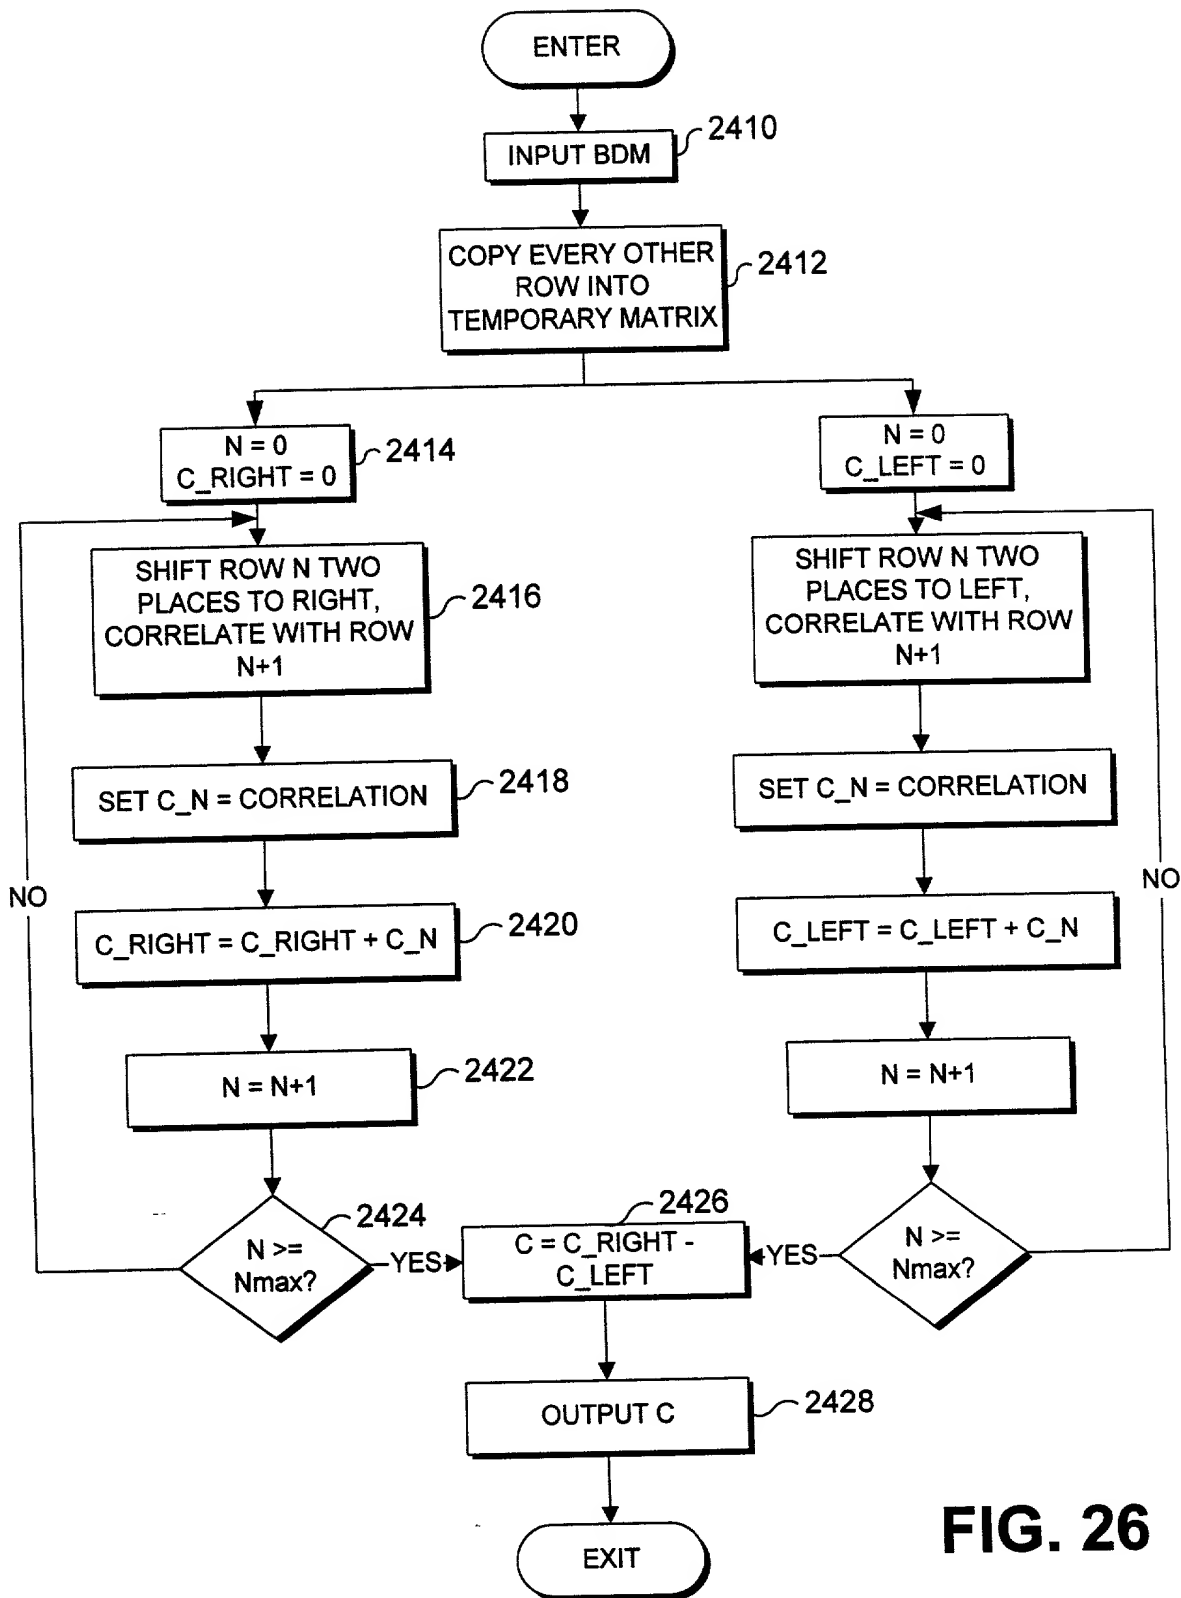 ENTER
INPUT BDM
2410
COPY EVERY OTHER
ROW INTO
TEMPORARY MATRIX
2412
N = 0
C_RIGHT = 0
2414
N = 0
C_LEFT = 0
SHIFT ROW N TWO
PLACES TO RIGHT,
CORRELATE WITH ROW
N+1
2416
SHIFT ROW N TWO
PLACES TO LEFT,
CORRELATE WITH ROW
N+1
SET C_N = CORRELATION
2418
SET C_N = CORRELATION
NO
NO
C_RIGHT = C_RIGHT + C_N
2420
C_LEFT = C_LEFT + C_N
N = N+1
2422
N = N+1
N >=
Nmax?
2424
YES
C = C_RIGHT -
C_LEFT
2426
YES
N >=
Nmax?
OUTPUT C
2428
EXIT
FIG. 26